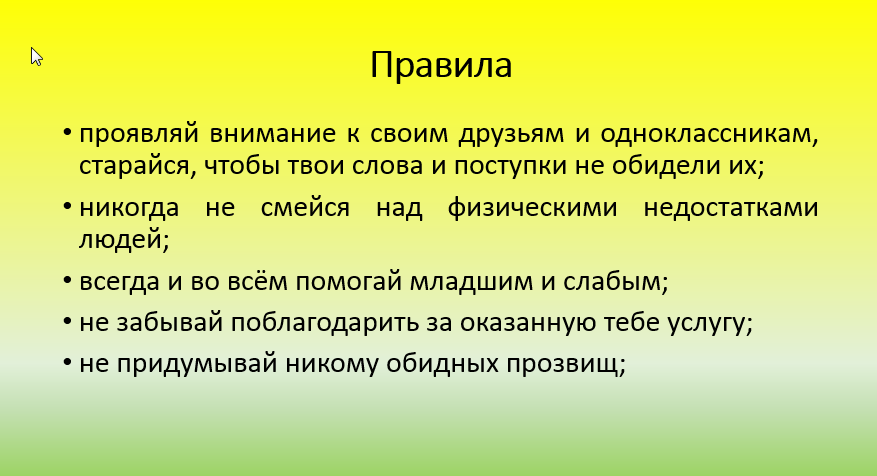 Правила
• проявляй внимание к своим друзьям и одноклассникам,
старайся, чтобы твои слова и поступки не обидели их;
• никогда не смейся над физическими недостатками
людей;
• всегда и во всём помогай младшим и слабым;
• не забывай поблагодарить за оказанную тебе услугу;
• не придумывай никому обидных прозвищ;